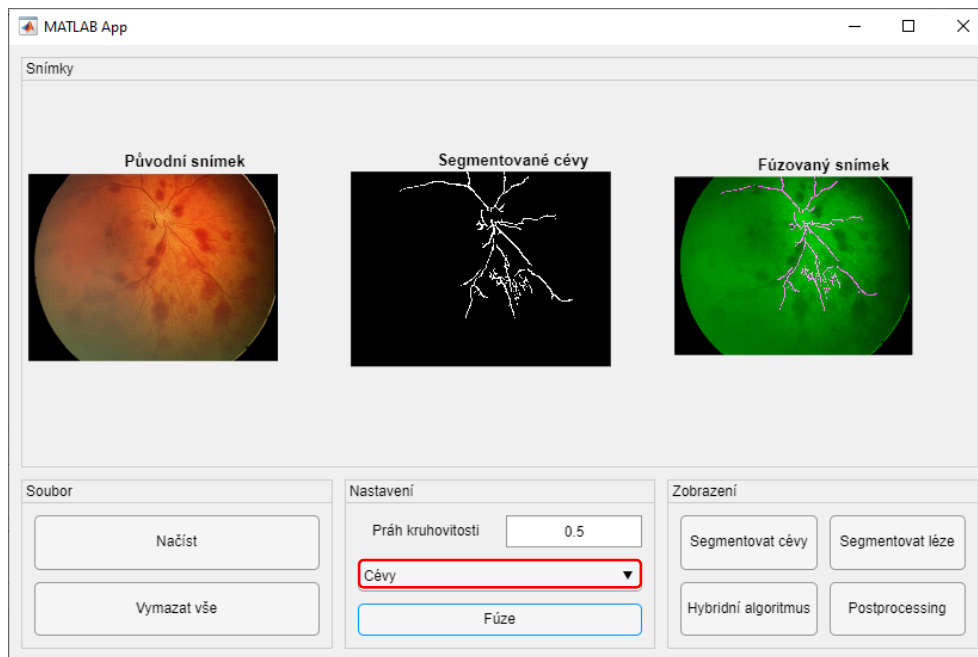 MATLAB App
Snímky
Původní snímek
Segmentované cévy
Fúzovaný snímek
Soubor
Načíst
Vymazat vše
Nastavení
Práh kruhovitosti
0.5
Cévy
Fúze
Zobrazení
Segmentovat cévy
Segmentovat léze
Hybridní algoritmus
Postprocessing